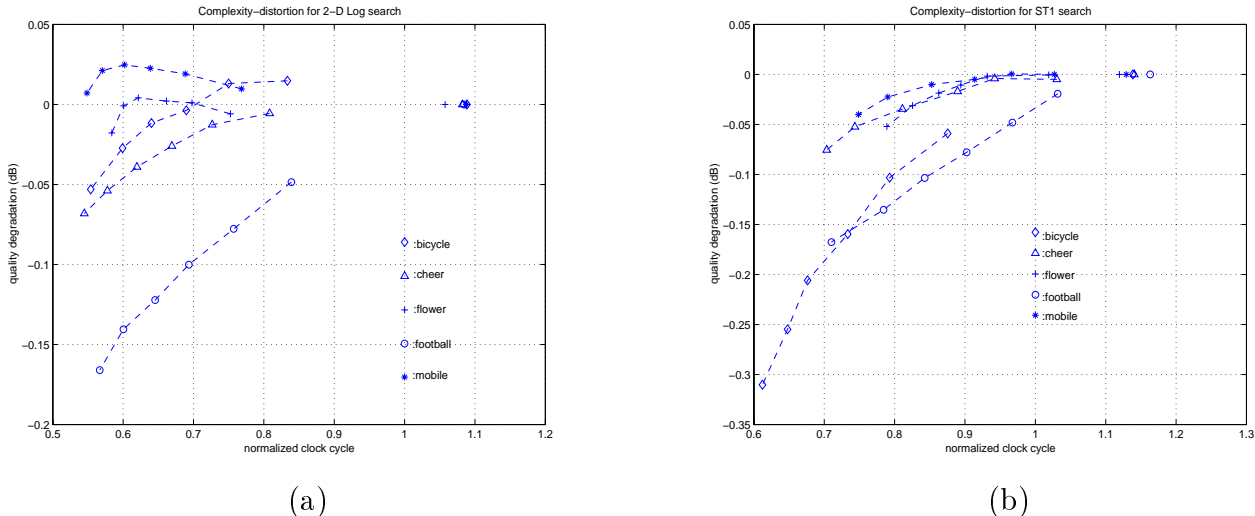 Complexity−distortion for 2−D Log search
0.05
0
−0.05
−0.1
−0.15
−0.2
quality degradation (dB)
:bicycle
:cheer
:flower
:football
:mobile
0.5 0.6 0.7 0.8 0.9 1 1.1 1.2
normalized clock cycle
(a)
Complexity−distortion for ST1 search
0.05
0
−0.05
−0.1
−0.15
−0.2
−0.25
−0.3
−0.35
quality degradation (dB)
:bicycle
:cheer
:flower
:football
:mobile
0.6 0.7 0.8 0.9 1 1.1 1.2 1.3
normalized clock cycle
(b)